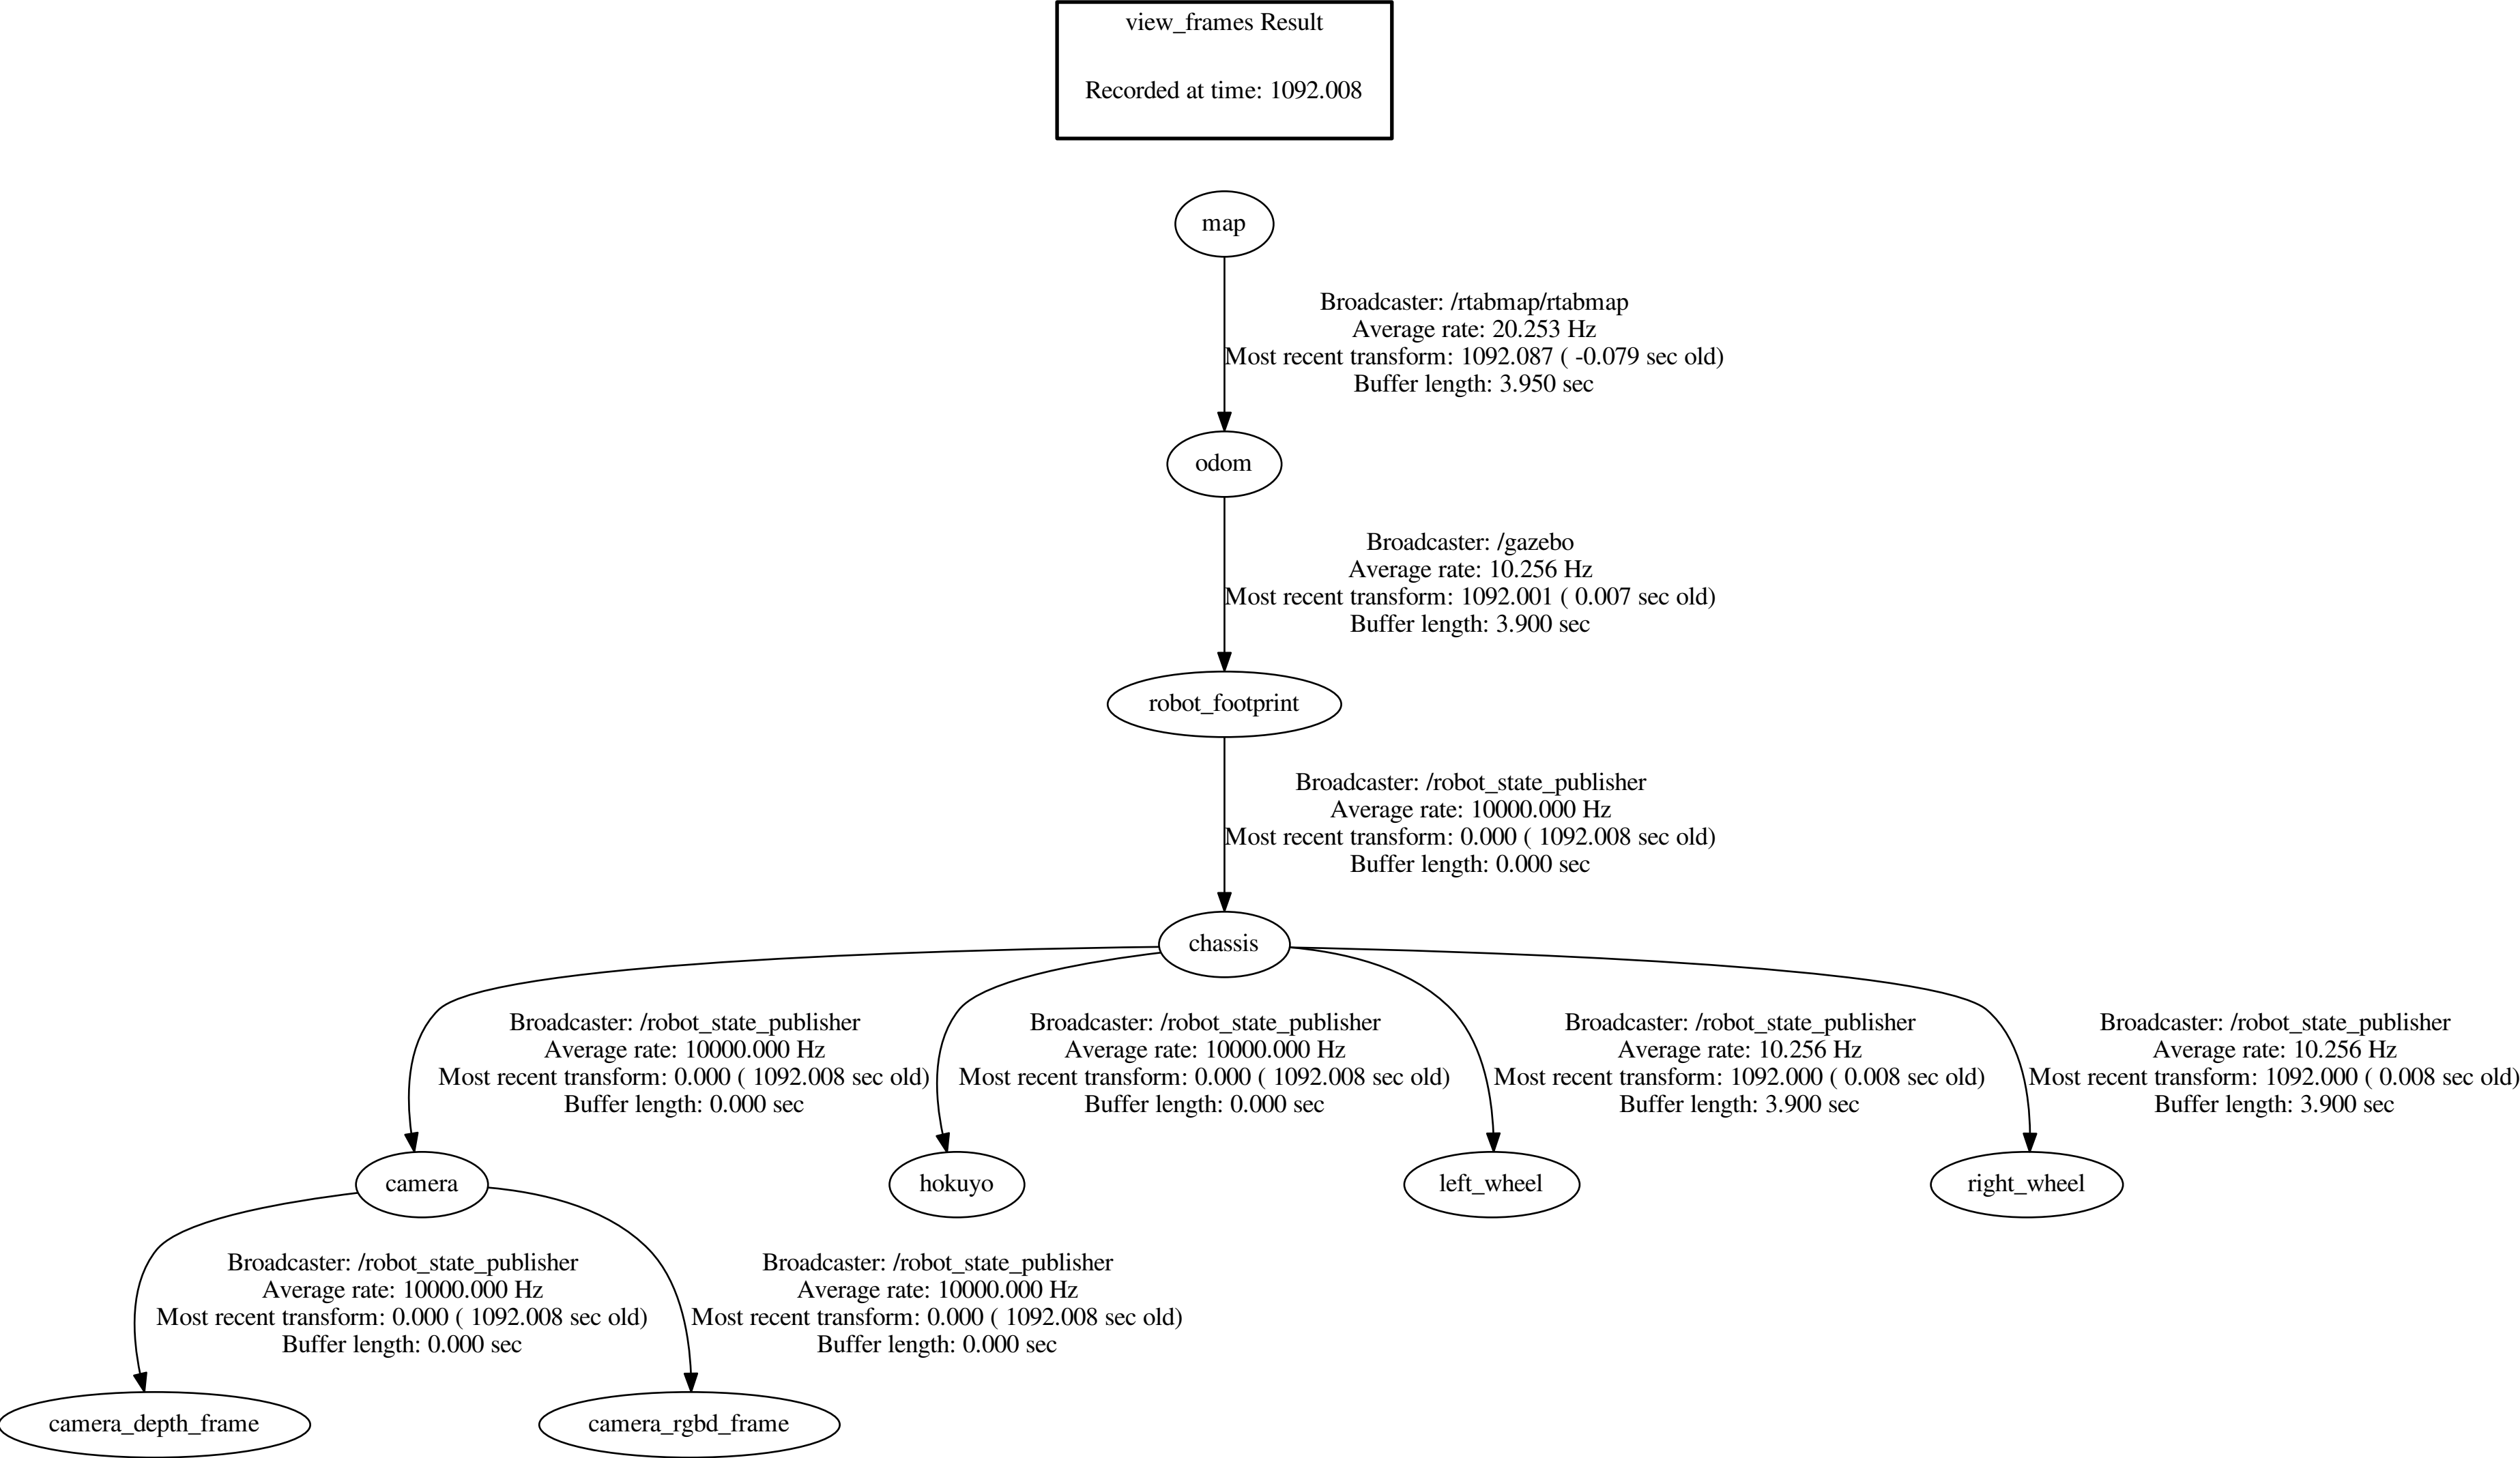 view_frames Result
Recorded at time: 1092.008
map
Broadcaster: /rtabmap/rtabmap
Average rate: 20.253 Hz
Most recent transform: 1092.087 ( -0.079 sec old)
Buffer length: 3.950 sec
odom
Broadcaster: /gazebo
Average rate: 10.256 Hz
Most recent transform: 1092.001 ( 0.007 sec old)
Buffer length: 3.900 sec
robot_footprint
Broadcaster: /robot_state_publisher
Average rate: 10000.000 Hz
Most recent transform: 0.000 ( 1092.008 sec old)
Buffer length: 0.000 sec
chassis
Broadcaster: /robot_state_publisher
Average rate: 10000.000 Hz
Most recent transform: 0.000 ( 1092.008 sec old)
Buffer length: 0.000 sec
Broadcaster: /robot_state_publisher
Average rate: 10000.000 Hz
Most recent transform: 0.000 ( 1092.008 sec old)
Buffer length: 0.000 sec
Broadcaster: /robot_state_publisher
Average rate: 10.256 Hz
Most recent transform: 1092.000 ( 0.008 sec old)
Buffer length: 3.900 sec
Broadcaster: /robot_state_publisher
Average rate: 10.256 Hz
Most recent transform: 1092.000 ( 0.008 sec old)
Buffer length: 3.900 sec
camera
hokuyo
left_wheel
right_wheel
Broadcaster: /robot_state_publisher
Average rate: 10000.000 Hz
Most recent transform: 0.000 ( 1092.008 sec old)
Buffer length: 0.000 sec
Broadcaster: /robot_state_publisher
Average rate: 10000.000 Hz
Most recent transform: 0.000 ( 1092.008 sec old)
Buffer length: 0.000 sec
camera_depth_frame
camera_rgbd_frame